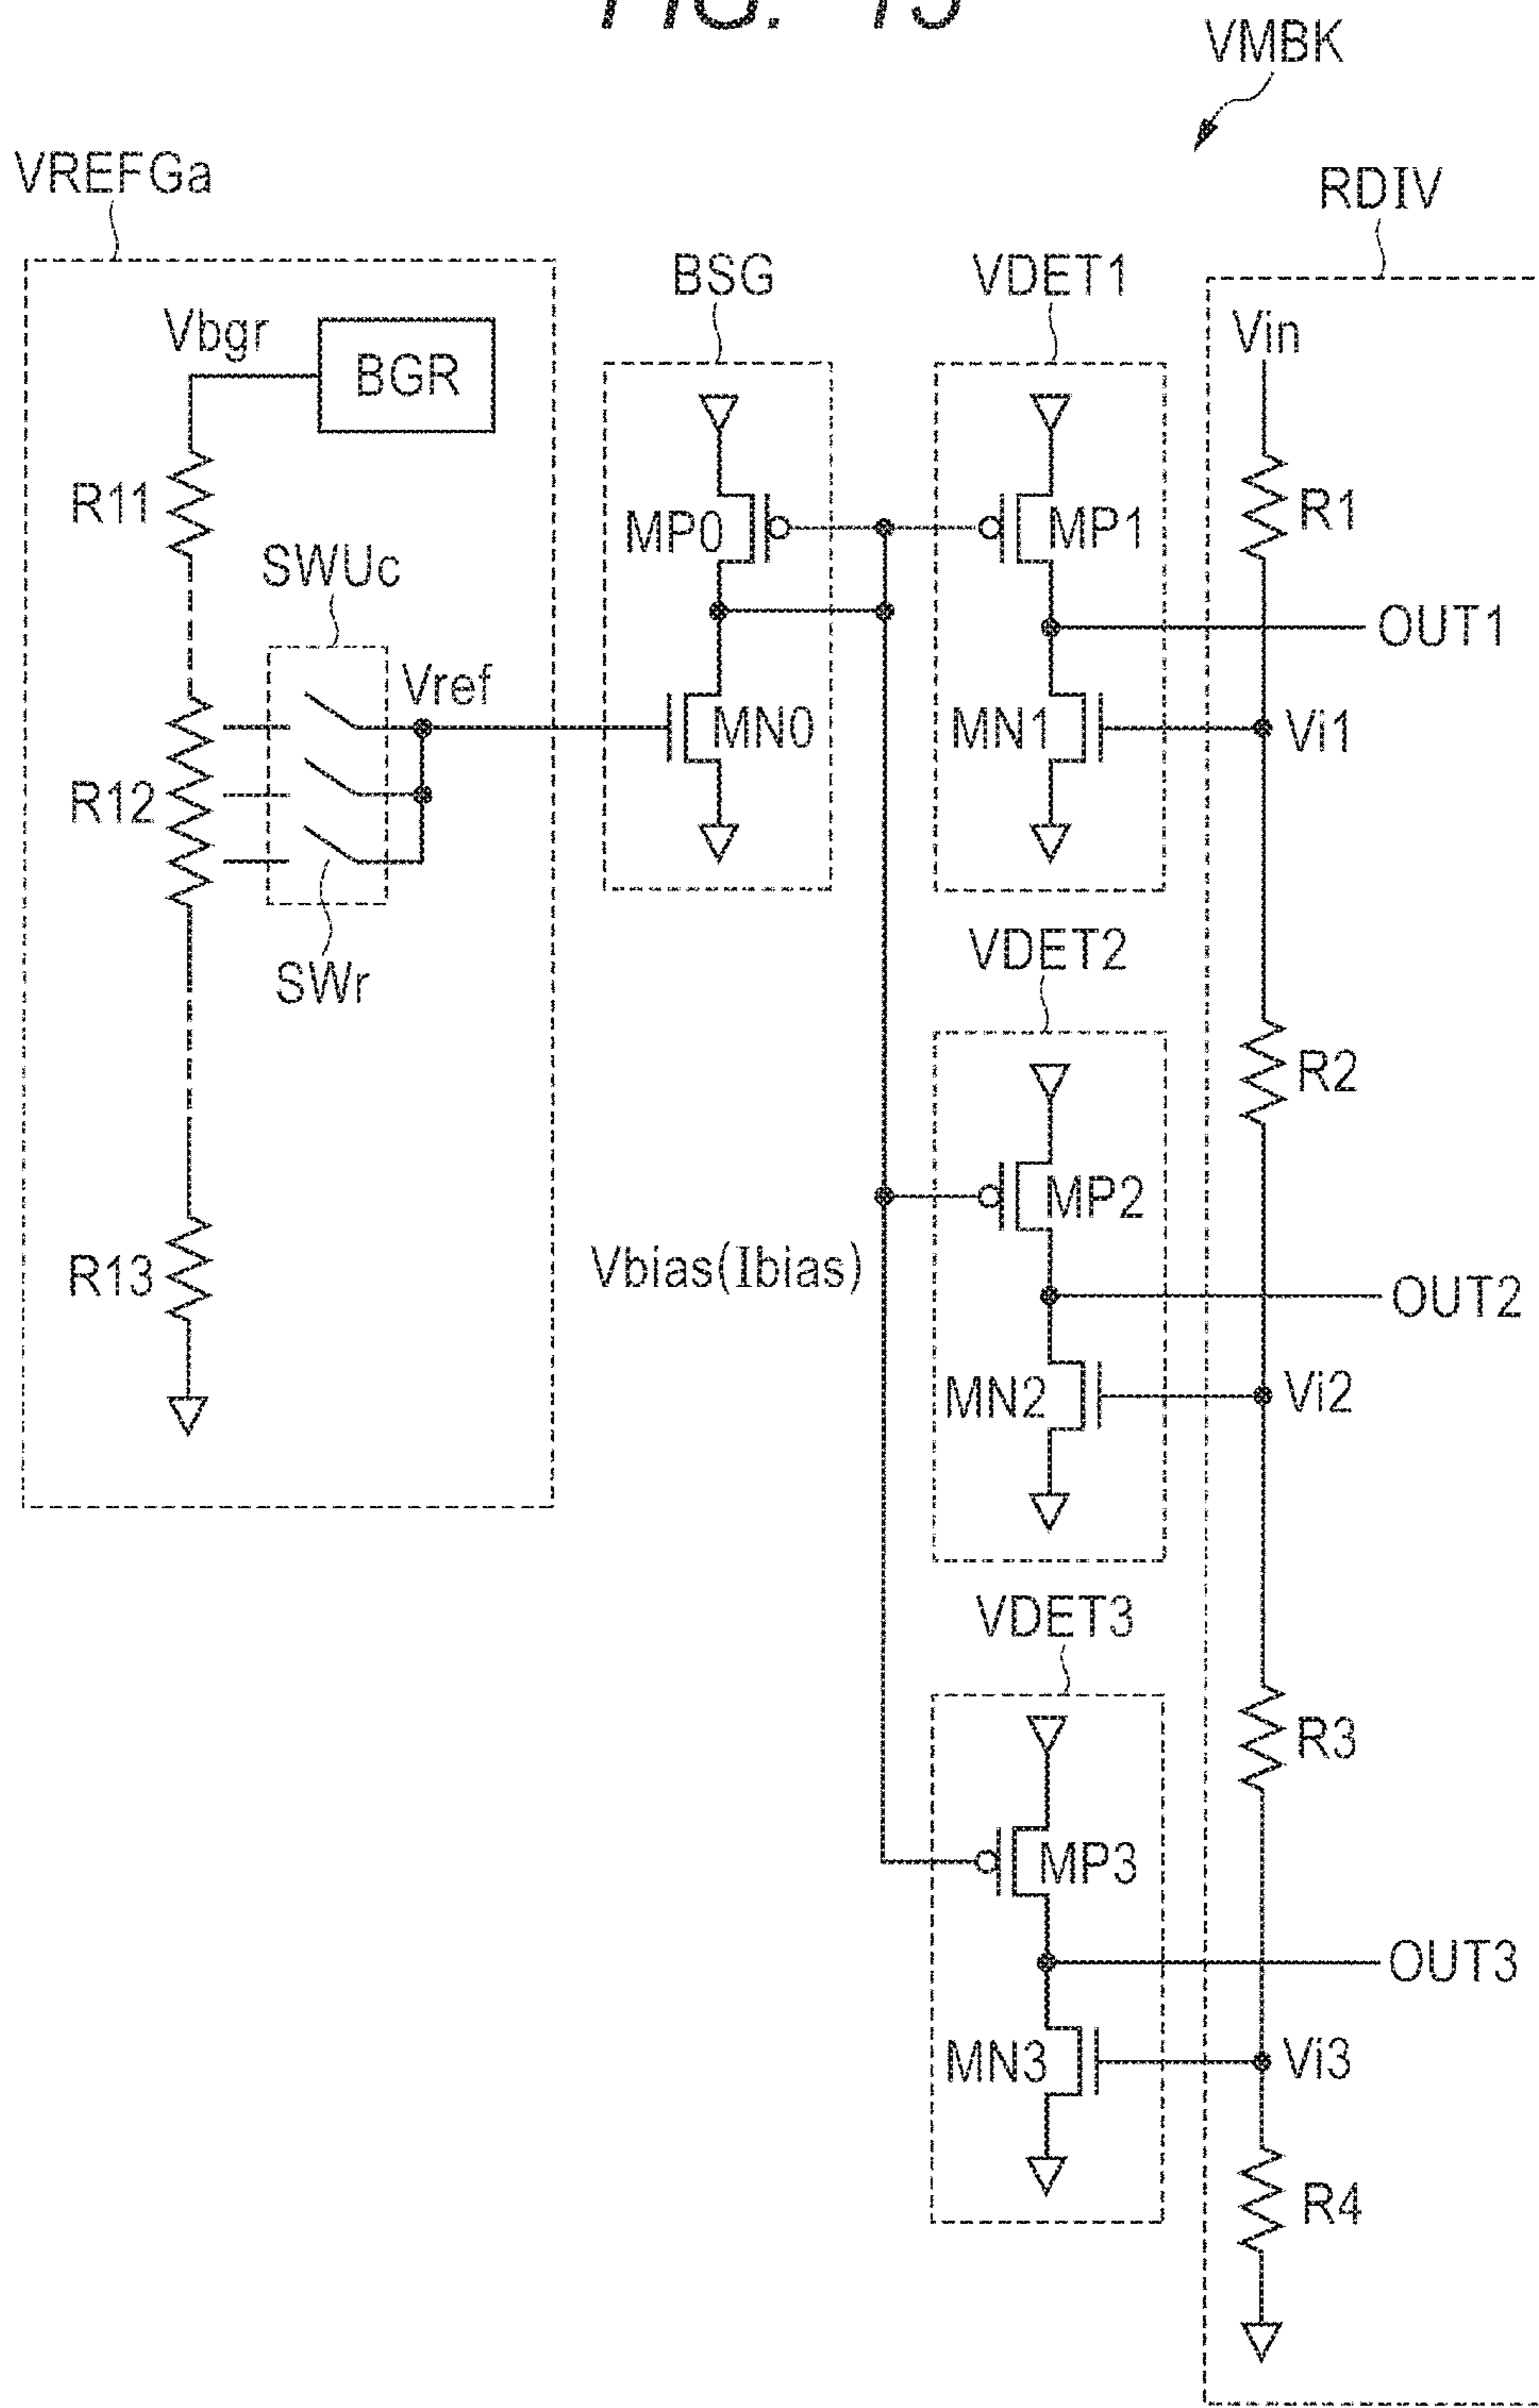 VMBK
VREFGa
RDIV
BSG
VDET1
Vbgr
BGR
Vin
R11
MP0
MP1
R1
SWUc
OUT1
Vref
MN0
MN1
Vi1
R12
VDET2
SWr
R2
MP2
R13
Vbias(Ibias)
OUT2
MN2
Vi2
VDET3
R3
MP3
OUT3
MN3
Vi3
R4